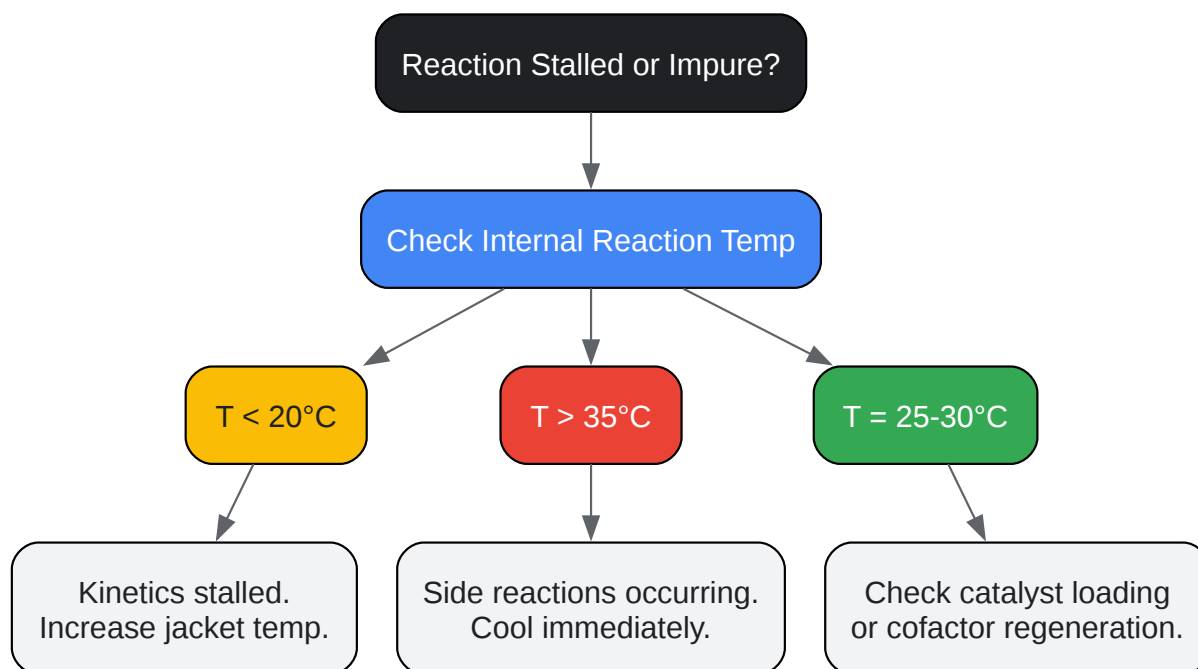 Reaction Stalled or Impure?
Check Internal Reaction Temp
T < 20°C
T > 35°C
T = 25-30°C
Kinetics stalled.
Increase jacket temp.
Side reactions occurring.
Cool immediately.
Check catalyst loading
or cofactor regeneration.